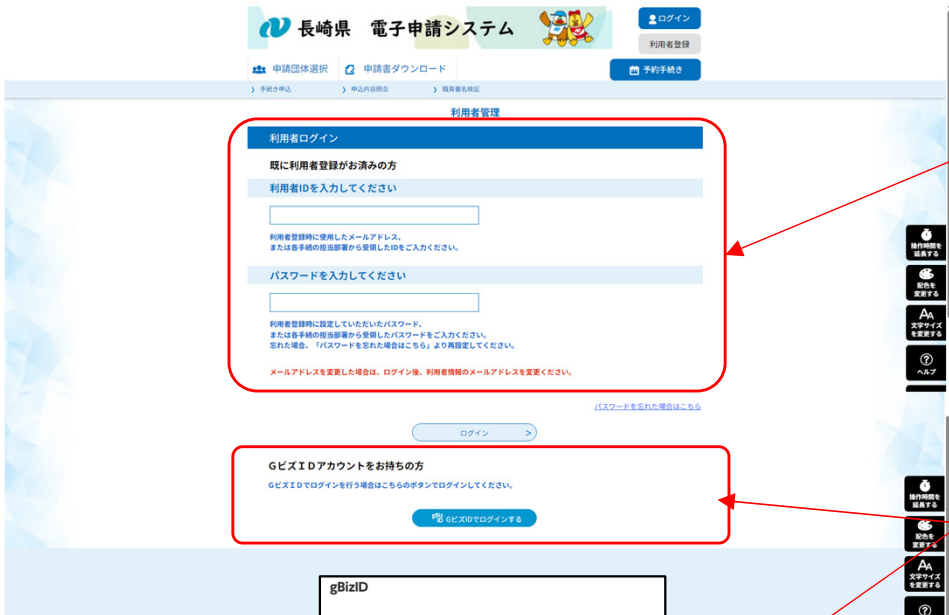 長崎県 電子申請システム
ログイン
利用者登録
申請団体選択 申請書ダウンロード
予約手続き
手続き申込 申込内容照会 職責署名検証
利用者管理
利用者ログイン
既に利用者登録がお済みの方
利用者IDを入力してください
利用者登録時に使用したメールアドレス、
または各手続の担当部署から受領したIDをご入力ください。
パスワードを入力してください
利用者登録時に設定していただいたパスワード、
または各手続の担当部署から受領したパスワードをご入力ください。
忘れた場合、「パスワードを忘れた場合はこちら」より再設定してください。
メールアドレスを変更した場合は、ログイン後、利用者情報のメールアドレスを変更ください。
パスワードを忘れた場合はこちら
ログイン >
GビズIDアカウントをお持ちの方
GビズIDでログインを行う場合はこちらのボタンでログインしてください。
GビズIDでログインする
gBizID
操作時間を
延長する
配色を
変更する
AA
文字サイズ
を変更する
?
ヘルプ
操作時間を
延長する
配色を
変更する
AA
文字サイズ
を変更する
?